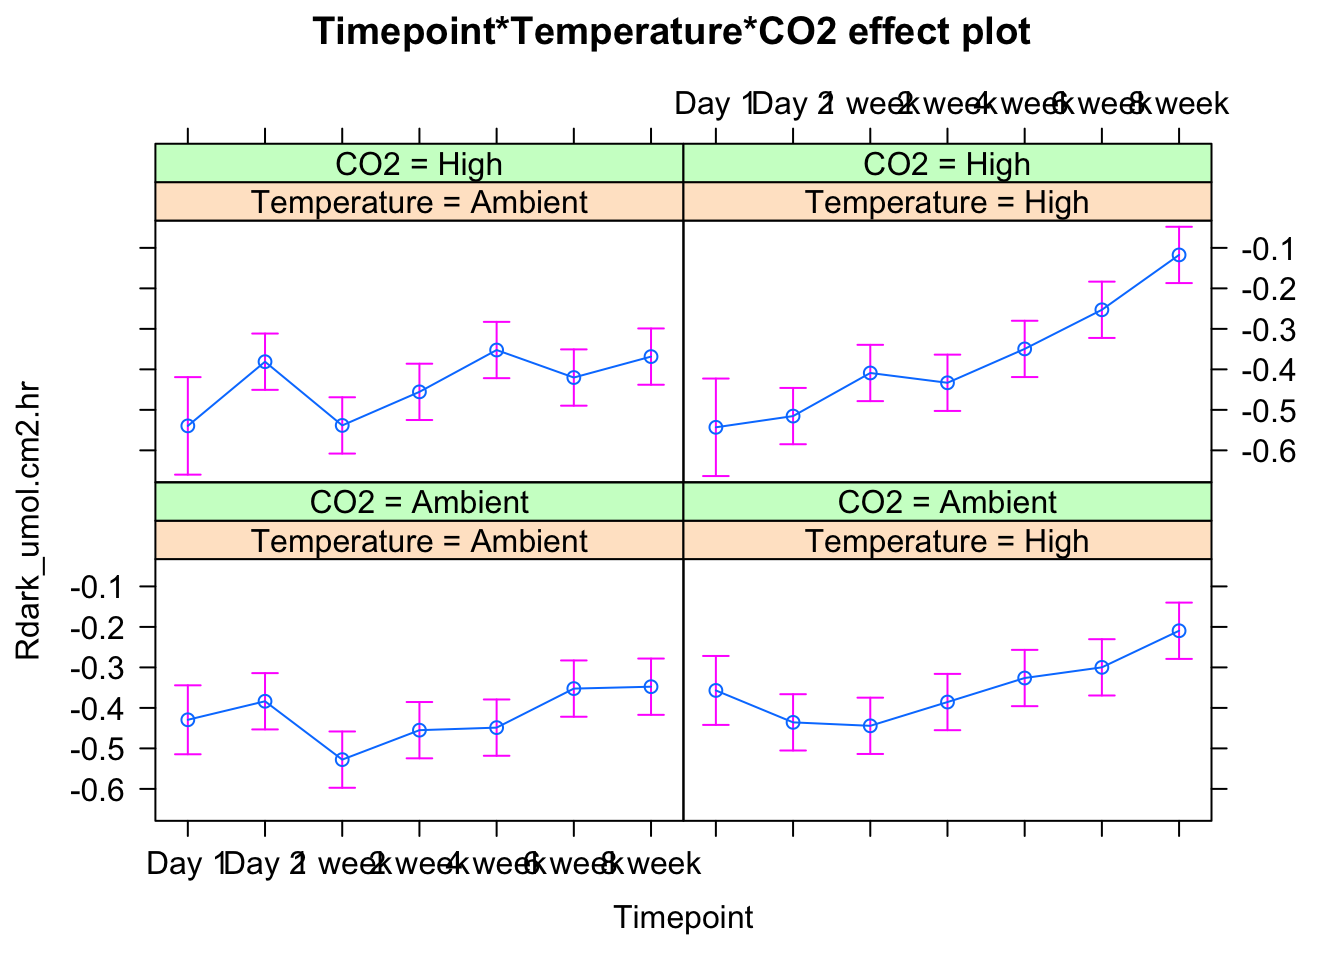 Timepoint*Temperature*CO2 effect plot
Day 1 Day 2 1 week 2 week 4 week 6 week 8 week
CO2 = High CO2 = High
Temperature = Ambient Temperature = High
-0.1
-0.2
-0.3
-0.4
-0.5
-0.6
Rdark_umol.cm2.hr
CO2 = Ambient CO2 = Ambient
Temperature = Ambient Temperature = High
-0.1
-0.2
-0.3
-0.4
-0.5
-0.6
Day 1 Day 2 1 week 2 week 4 week 6 week 8 week
Timepoint